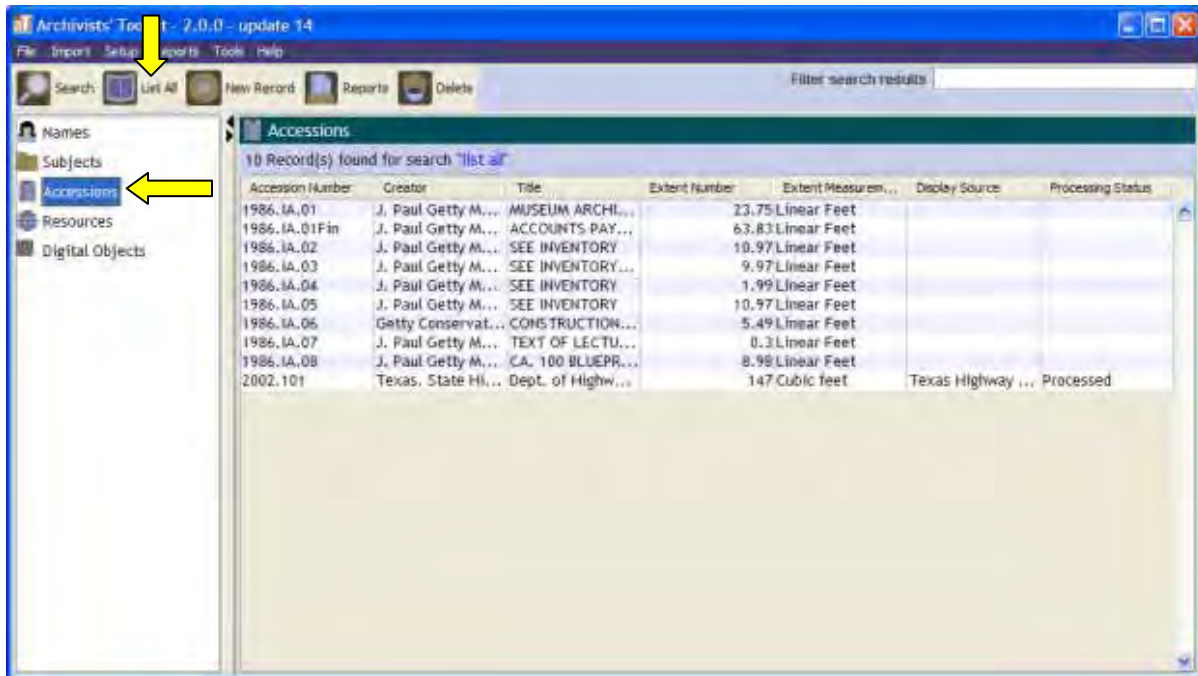 Archivists' Too t - 2.0.0 - update 14
File Import Setup eports Tools Help
Search List All New Record Reports Delete Filter search results
Names
Subjects
Accessions
Resources
Digital Objects
Accessions
10 Record(s) found for search "list all"
Accession Number Creator Title Extent Number Extent Measurem... Display Source Processing Status
1986.IA.01 J. Paul Getty M... MUSEUM ARCHI... 23.75 Linear Feet
1986.IA.01Fin J. Paul Getty M... ACCOUNTS PAY... 63.83 Linear Feet
1986.IA.02 J. Paul Getty M... SEE INVENTORY 10.97 Linear Feet
1986.IA.03 J. Paul Getty M... SEE INVENTORY... 9.97 Linear Feet
1986.IA.04 J. Paul Getty M... SEE INVENTORY 1.99 Linear Feet
1986.IA.05 J. Paul Getty M... SEE INVENTORY 10.97 Linear Feet
1986.IA.06 Getty Conservat... CONSTRUCTION... 5.49 Linear Feet
1986.IA.07 J. Paul Getty M... TEXT OF LECTU... 0.3 Linear Feet
1986.IA.08 J. Paul Getty M... CA. 100 BLUEPR... 8.98 Linear Feet
2002.101 Texas. State Hi... Dept. of Highw... 147 Cubic feet Texas Highway ... Processed